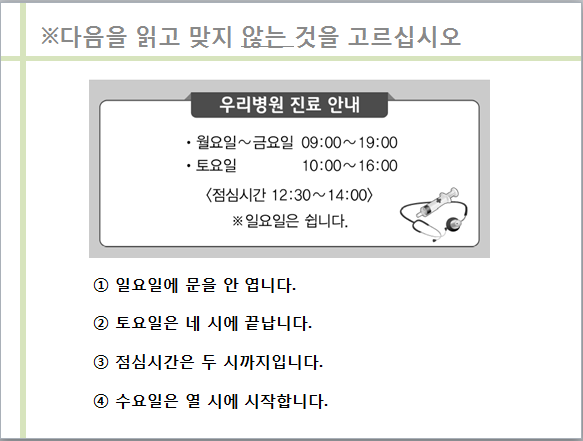 ※다음을 읽고 맞지 않는 것을 고르십시오
우리병원 진료 안내
・월요일～금요일 09:00～19:00
・토요일 10:00～16:00
〈점심시간 12:30～14:00〉
※일요일은 쉽니다.
① 일요일에 문을 안 엽니다.
② 토요일은 네 시에 끝납니다.
③ 점심시간은 두 시까지입니다.
④ 수요일은 열 시에 시작합니다.